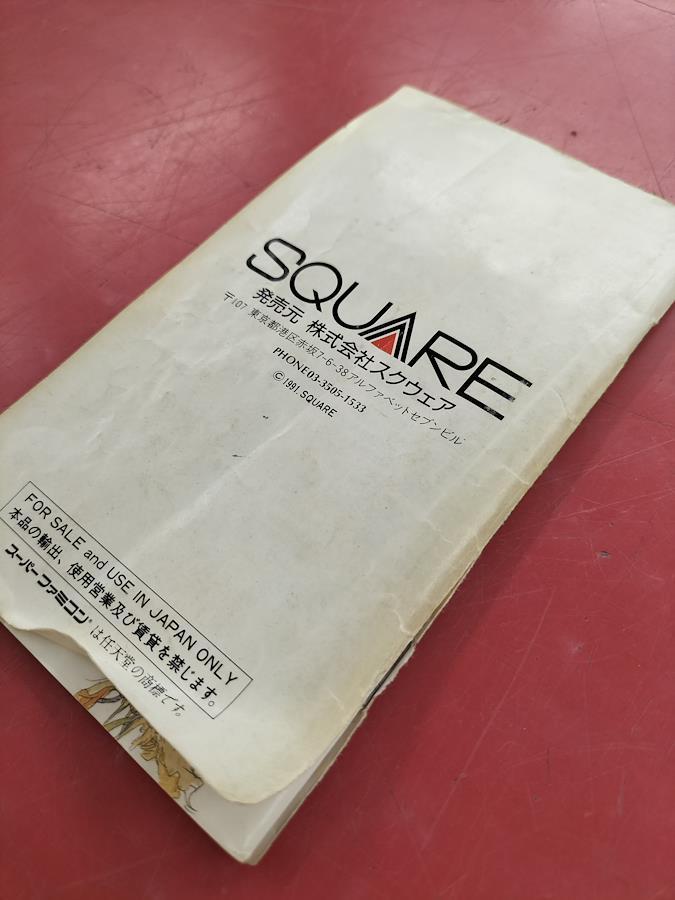 SQUARE
発売元 株式会社スクウェア
〒107 東京都港区赤坂7-6-38アルファベットセブンビル
PHONE03-3505-1533
© 1991 SQUARE
FOR SALE and USE IN JAPAN ONLY
本品の輸出、使用営業及び賃貸を禁じます。
スーパーファミコン® は任天堂の商標です。